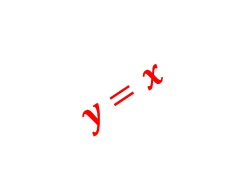 y = x